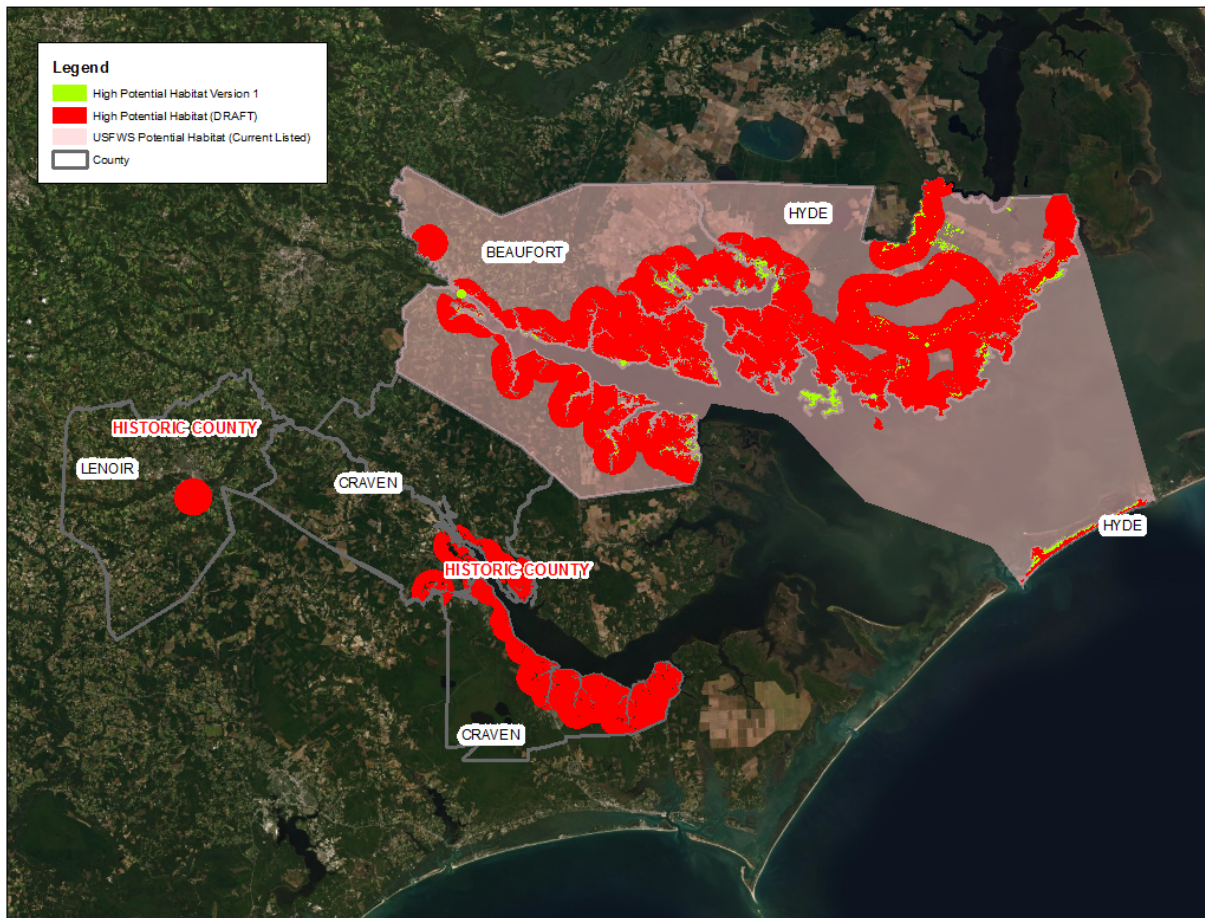 Legend
High Potential Habitat Version 1
High Potential Habitat (DRAFT)
USFWS Potential Habitat (Current Listed)
County
HYDE
BEAUFORT
HISTORIC COUNTY
LENOIR
CRAVEN
HYDE
HISTORIC COUNTY
CRAVEN